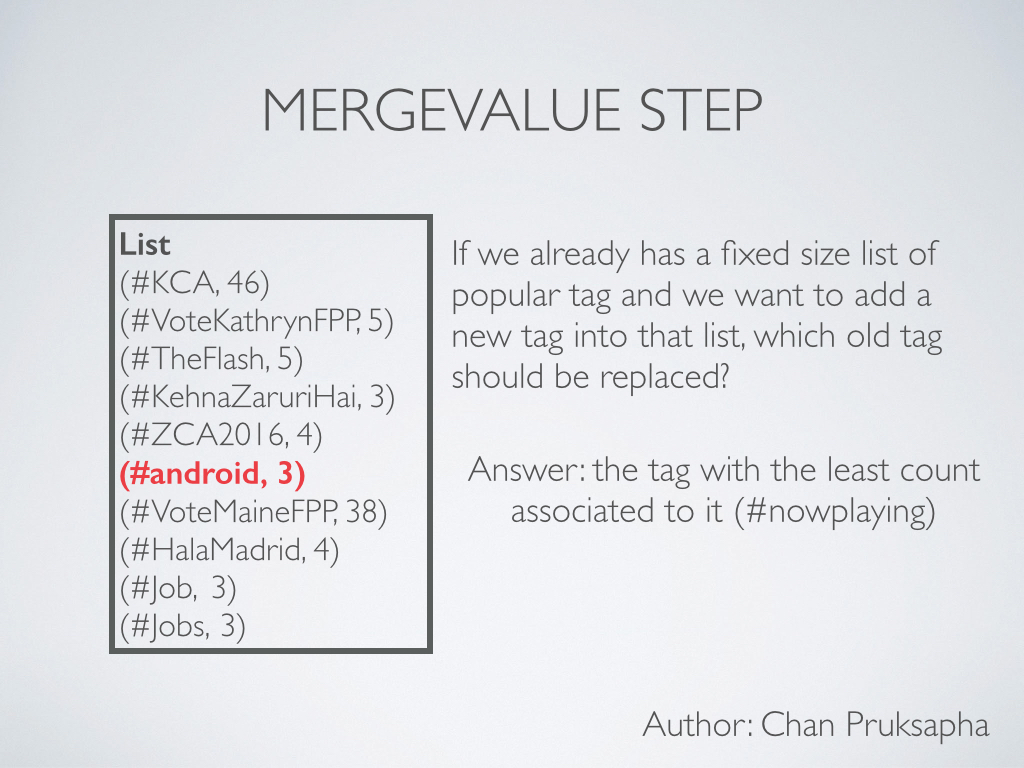 MERGEVALUE STEP
List
(#KCA, 46)
(#VoteKathrynFPP, 5)
(#TheFlash, 5)
(#KehnaZaruriHai, 3)
(#ZCA2016, 4)
(#android, 3)
(#VoteMaineFPP, 38)
(#HalaMadrid, 4)
(#Job, 3)
(#Jobs, 3)
If we already has a fixed size list of
popular tag and we want to add a
new tag into that list, which old tag
should be replaced?
Answer: the tag with the least count
associated to it (#nowplaying)
Author: Chan Pruksapha